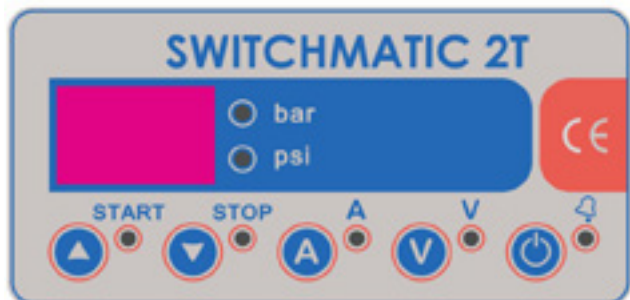 SWITCHMATIC 2T
bar
psi
CE
START STOP A V
A V